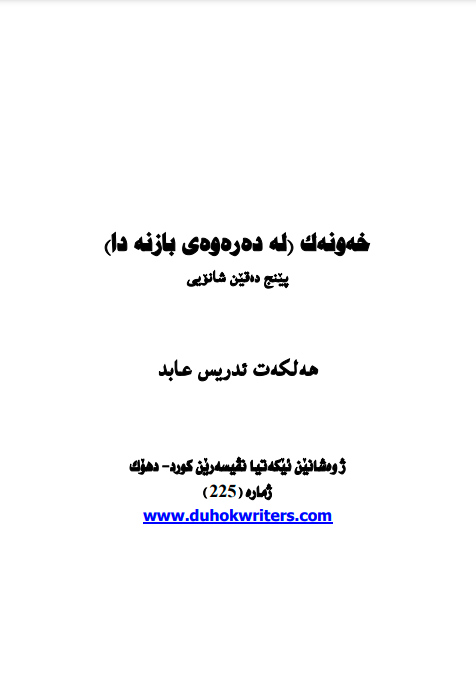 خەونەك (لە دەرەوەی بازنە دا)
پێنج دەقێن شانۆیی
هەلکەت ئدریس عابد
ژ وەشانێن ئێکەتیا نڤیسەرێن کورد- دهۆك
ژمارە (225)
www.duhokwriters.com